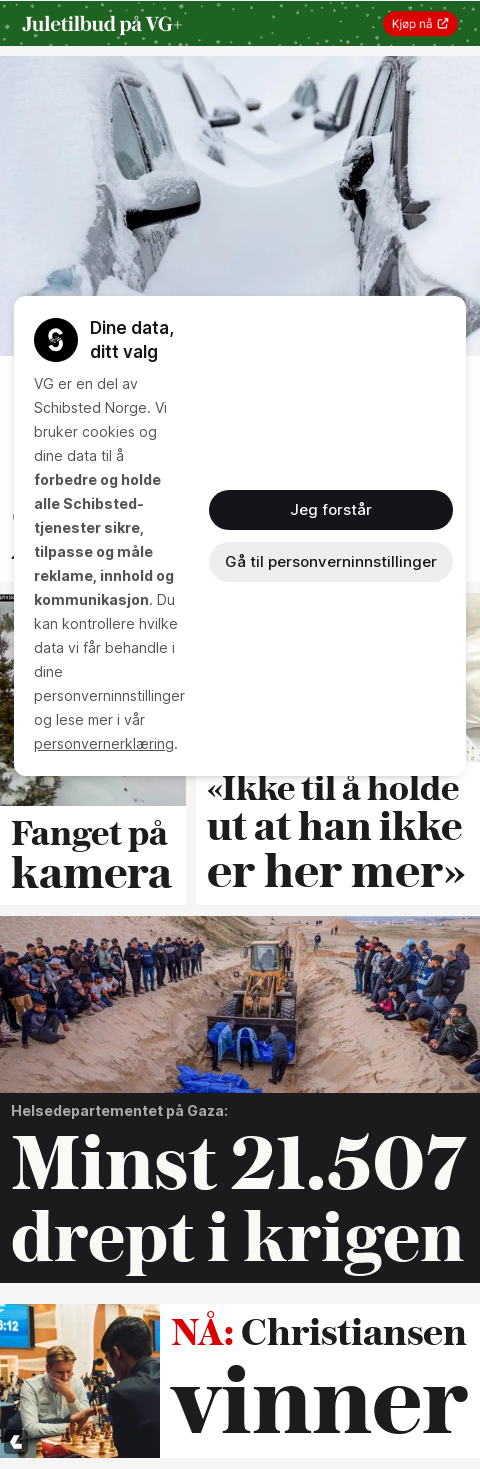 Juletilbud på VG+
Kjøp nå
Dine data,
ditt valg
VG er en del av
Schibsted Norge. Vi
bruker cookies og
dine data til å
forbedre og holde
alle Schibsted-
tjenester sikre,
tilpasse og måle
reklame, innhold og
kommunikasjon. Du
kan kontrollere hvilke
data vi får behandle i
dine
personverninnstillinger
og lese mer i vår
personvernerklæring.
Jeg forstår
Gå til personverninnstillinger
Fanget på
kamera
«Ikke til å holde
ut at han ikke
er her mer»
Helsedepartementet på Gaza:
Minst 21.507
drept i krigen
NÅ: Christiansen
vinner